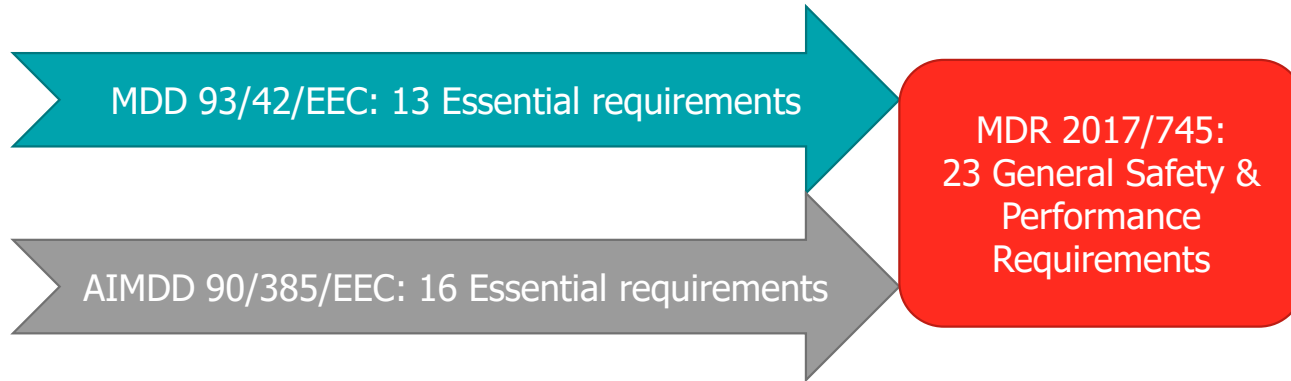 MDD 93/42/EEC: 13 Essential requirements
AIMDD 90/385/EEC: 16 Essential requirements
MDR 2017/745:
23 General Safety &
Performance
Requirements